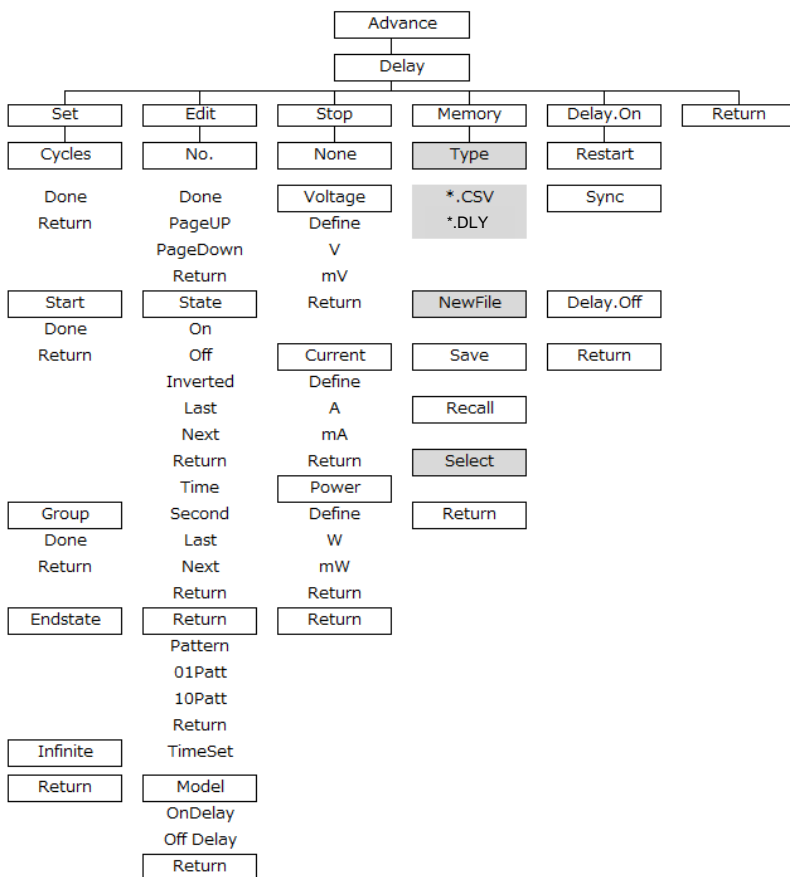 Advance
Delay
Set Edit Stop Memory Delay.On Return
Cycles No. None Type Restart
Done Done Voltage *.CSV Sync
Return PageUP Define *.DLY
PageDown V
Return mV
Start State Return NewFile Delay.Off
Done On
Return Off Current Save Return
Inverted Define
Last A Recall
Next mA
Return Return Select
Time Power
Group Second Define Return
Done Last W
Return Next mW
Return Return
Endstate Return Return
Pattern
01Patt
10Patt
Return
Infinite TimeSet
Return Model
OnDelay
Off Delay
Return